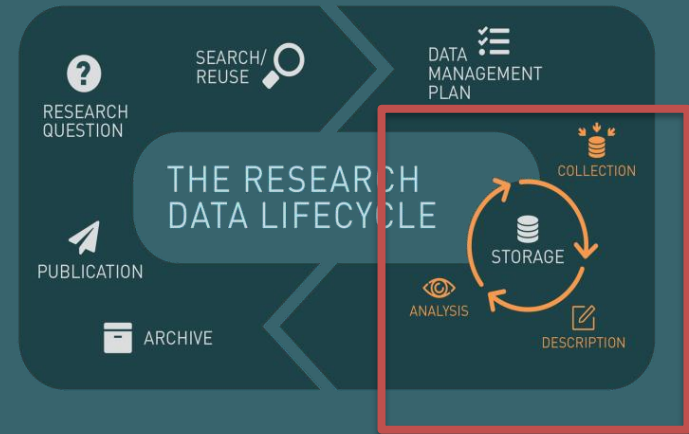 SEARCH/
REUSE
DATA
MANAGEMENT
PLAN
RESEARCH
QUESTION
COLLECTION
THE RESEARCH
DATA LIFECYCLE
STORAGE
PUBLICATION
ANALYSIS
ARCHIVE
DESCRIPTION